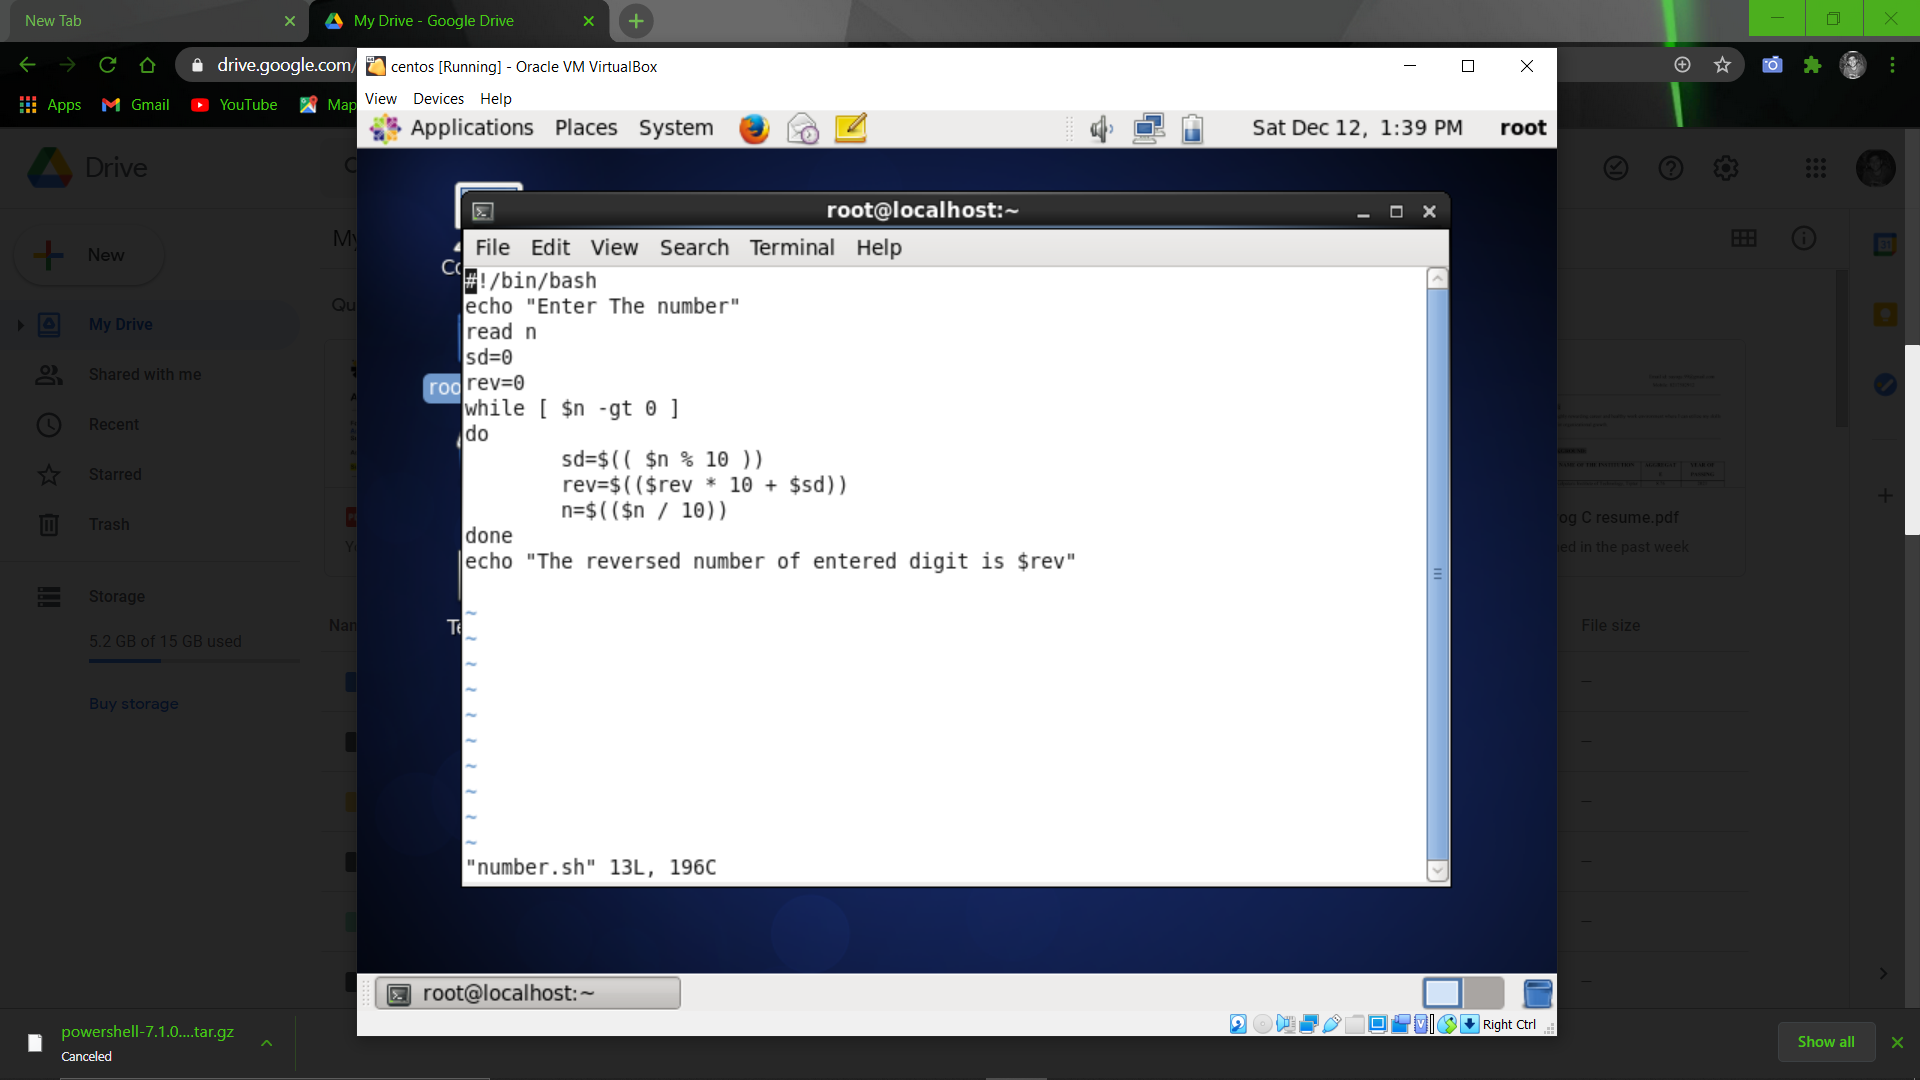 New Tab
My Drive - Google Drive
drive.google.com/
Apps
Gmail
YouTube
Map
centos [Running] - Oracle VM VirtualBox
View Devices Help
Applications Places System
Sat Dec 12, 1:39 PM
root
Drive
New
My Drive
Shared with me
Recent
Starred
Trash
Storage
5.2 GB of 15 GB used
Buy storage
root@localhost:~
File Edit View Search Terminal Help
#!/bin/bash
echo "Enter The number"
read n
sd=0
rev=0
while [ $n -gt 0 ]
do
sd=$(( $n % 10 ))
rev=$(($rev * 10 + $sd))
n=$(($n / 10))
done
echo "The reversed number of entered digit is $rev"
~
~
~
~
~
~
~
~
~
~
"number.sh" 13L, 196C
og C resume.pdf
ed in the past week
File size
root@localhost:~
Right Ctrl
powershell-7.1.0....tar.gz
Canceled
Show all